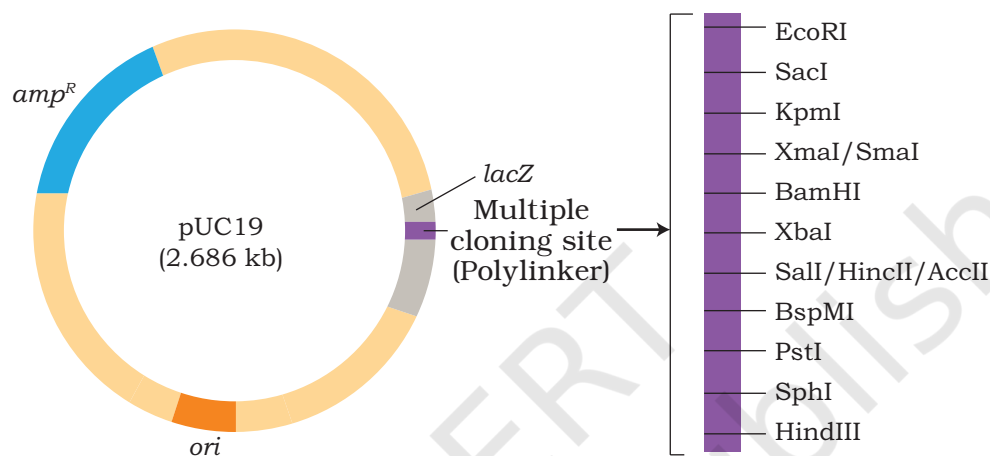 amp^R
pUC19
(2.686 kb)
ori
lacZ
Multiple
cloning site
(Polylinker)
EcoRI
SacI
KpmI
XmaI/SmaI
BamHI
XbaI
SalI/HincII/AccII
BspMI
PstI
SphI
HindIII